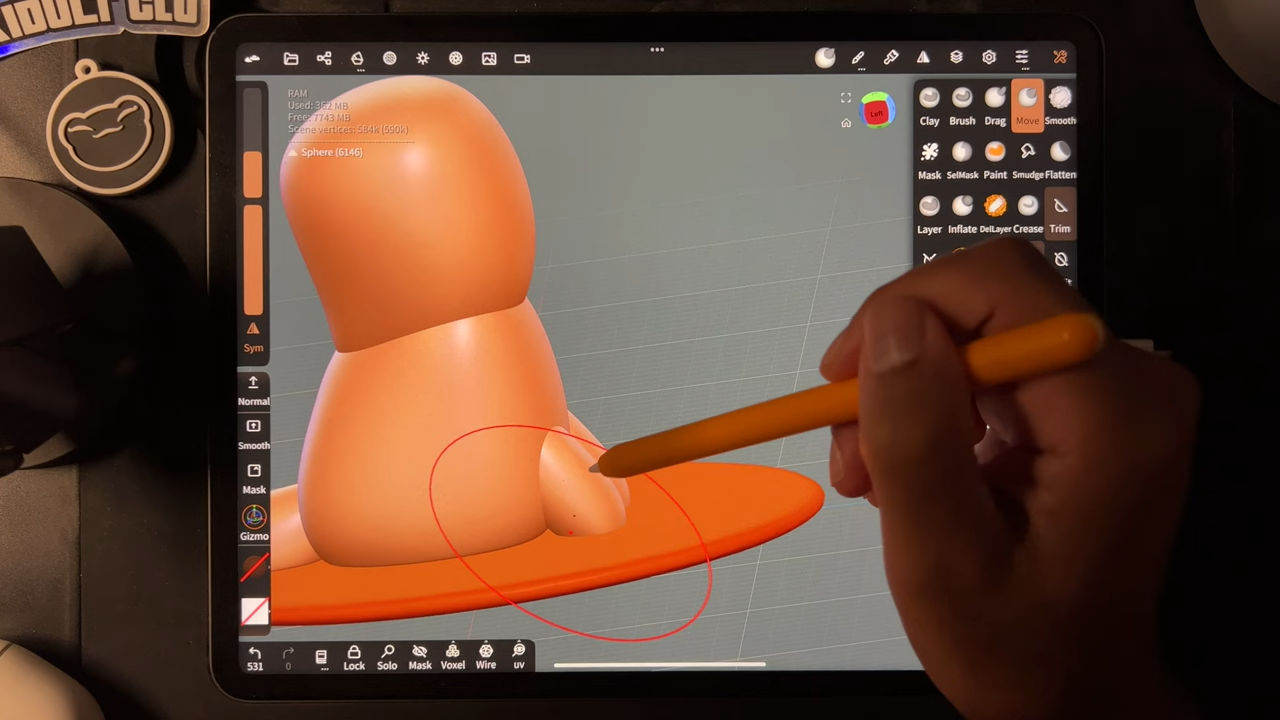 KIDULT CEO
RAM
Used: 362 MB
Free: 7743 MB
Scene vertices: 564k (590k)
Sphere (6146)
Left
Clay Brush Drag Move Smooth
Mask SelMask Paint Smudge Flatten
Layer Inflate DelLayer Crease Trim
Sym
Normal
Smooth
Mask
Gizmo
531 0 Lock Solo Mask Voxel Wire uv